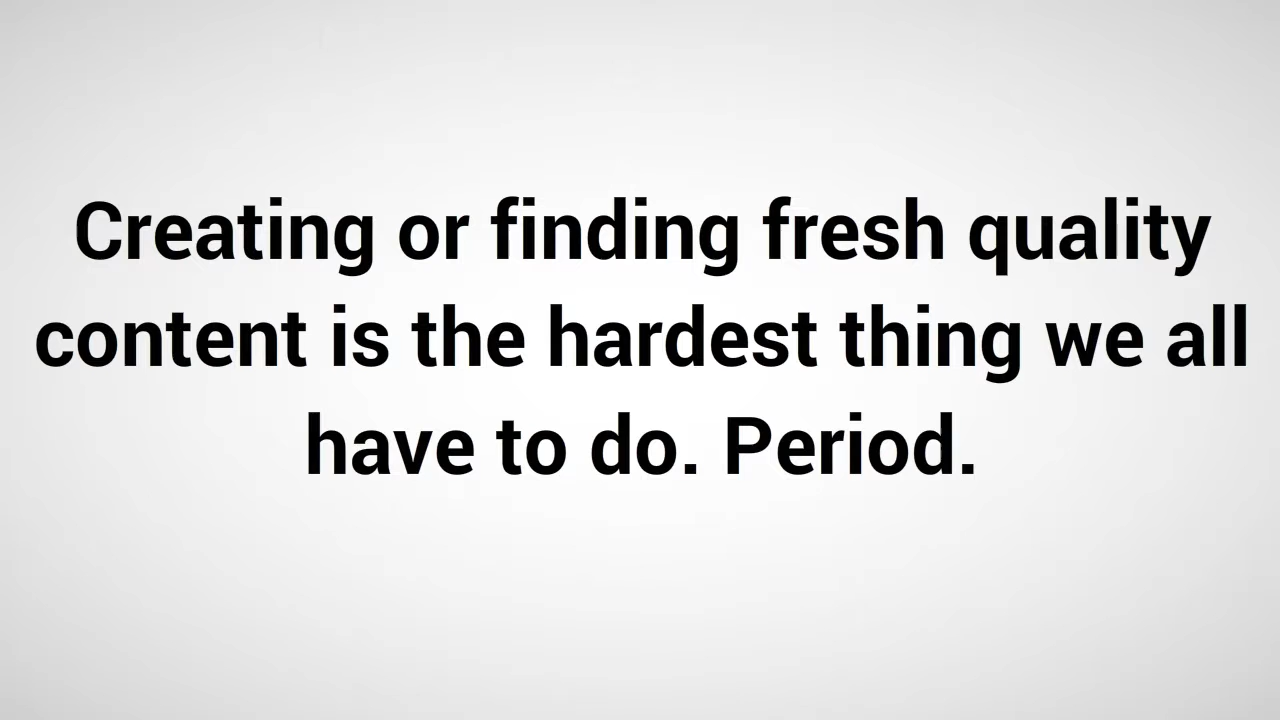 Creating or finding fresh quality
content is the hardest thing we all
have to do. Period.